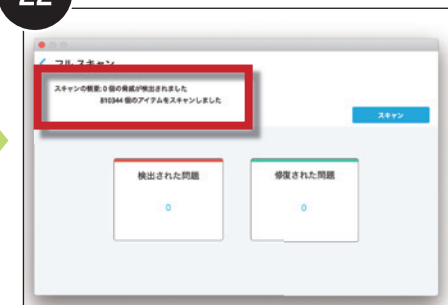 22
フル スキャン
スキャンの概要: 0 個の脅威が検出されました
810344 個のアイテムをスキャンしました
スキャン
検出された問題
修復された問題
0
0